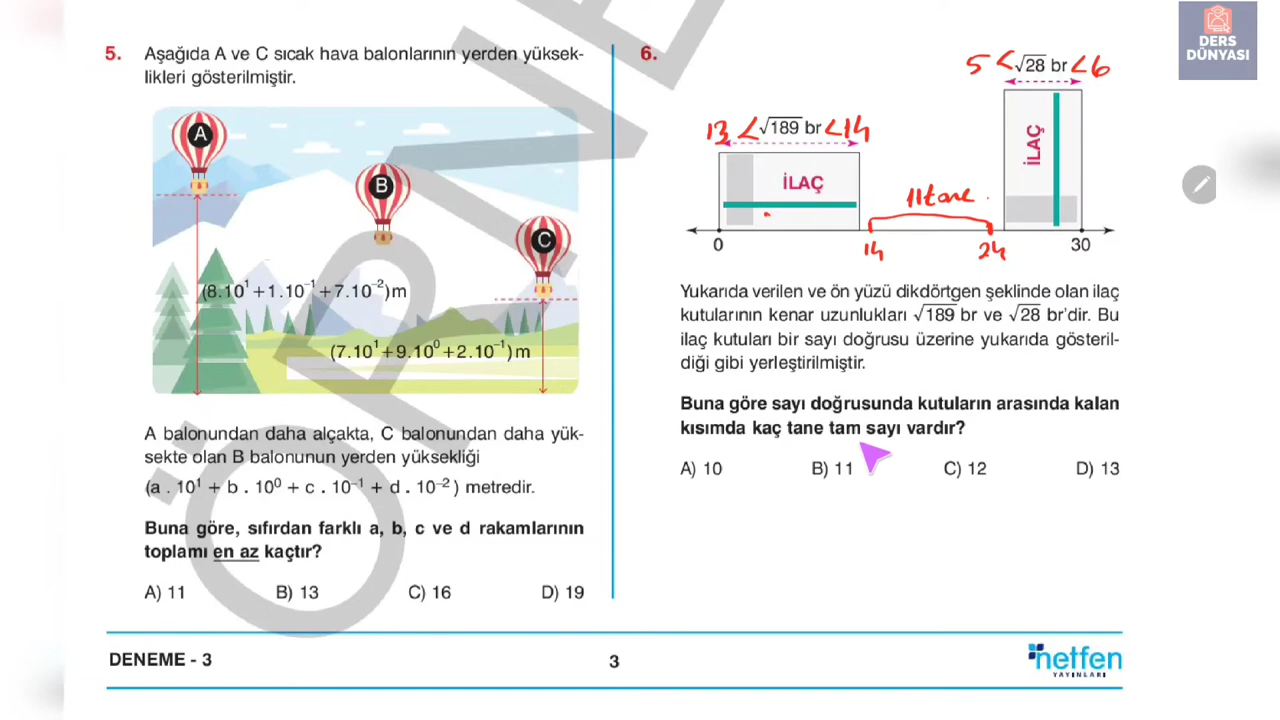 DERS
DÜNYASI
5. Aşağıda A ve C sıcak hava balonlarının yerden yüksek-
likleri gösterilmiştir.
A
B
C
(8.10¹+1.10⁻¹+7.10⁻²)m
(7.10¹+9.10⁰+2.10⁻¹)m
A balonundan daha alçakta, C balonundan daha yük-
sekte olan B balonunun yerden yüksekliği
(a . 10¹ + b . 10⁰ + c . 10⁻¹ + d . 10⁻²) metredir.
Buna göre, sıfırdan farklı a, b, c ve d rakamlarının
toplamı en az kaçtır?
A) 11 B) 13 C) 16 D) 19
6.
5 < √28 br < 6
13 < √189 br < 14
İLAÇ
İLAÇ
11 tane
0 14 24 30
Yukarıda verilen ve ön yüzü dikdörtgen şeklinde olan ilaç
kutularının kenar uzunlukları √189 br ve √28 br'dir. Bu
ilaç kutuları bir sayı doğrusu üzerine yukarıda gösteril-
diği gibi yerleştirilmiştir.
Buna göre sayı doğrusunda kutuların arasında kalan
kısımda kaç tane tam sayı vardır?
A) 10 B) 11 C) 12 D) 13
DENEME - 3
3
netfen
YAYINLARI